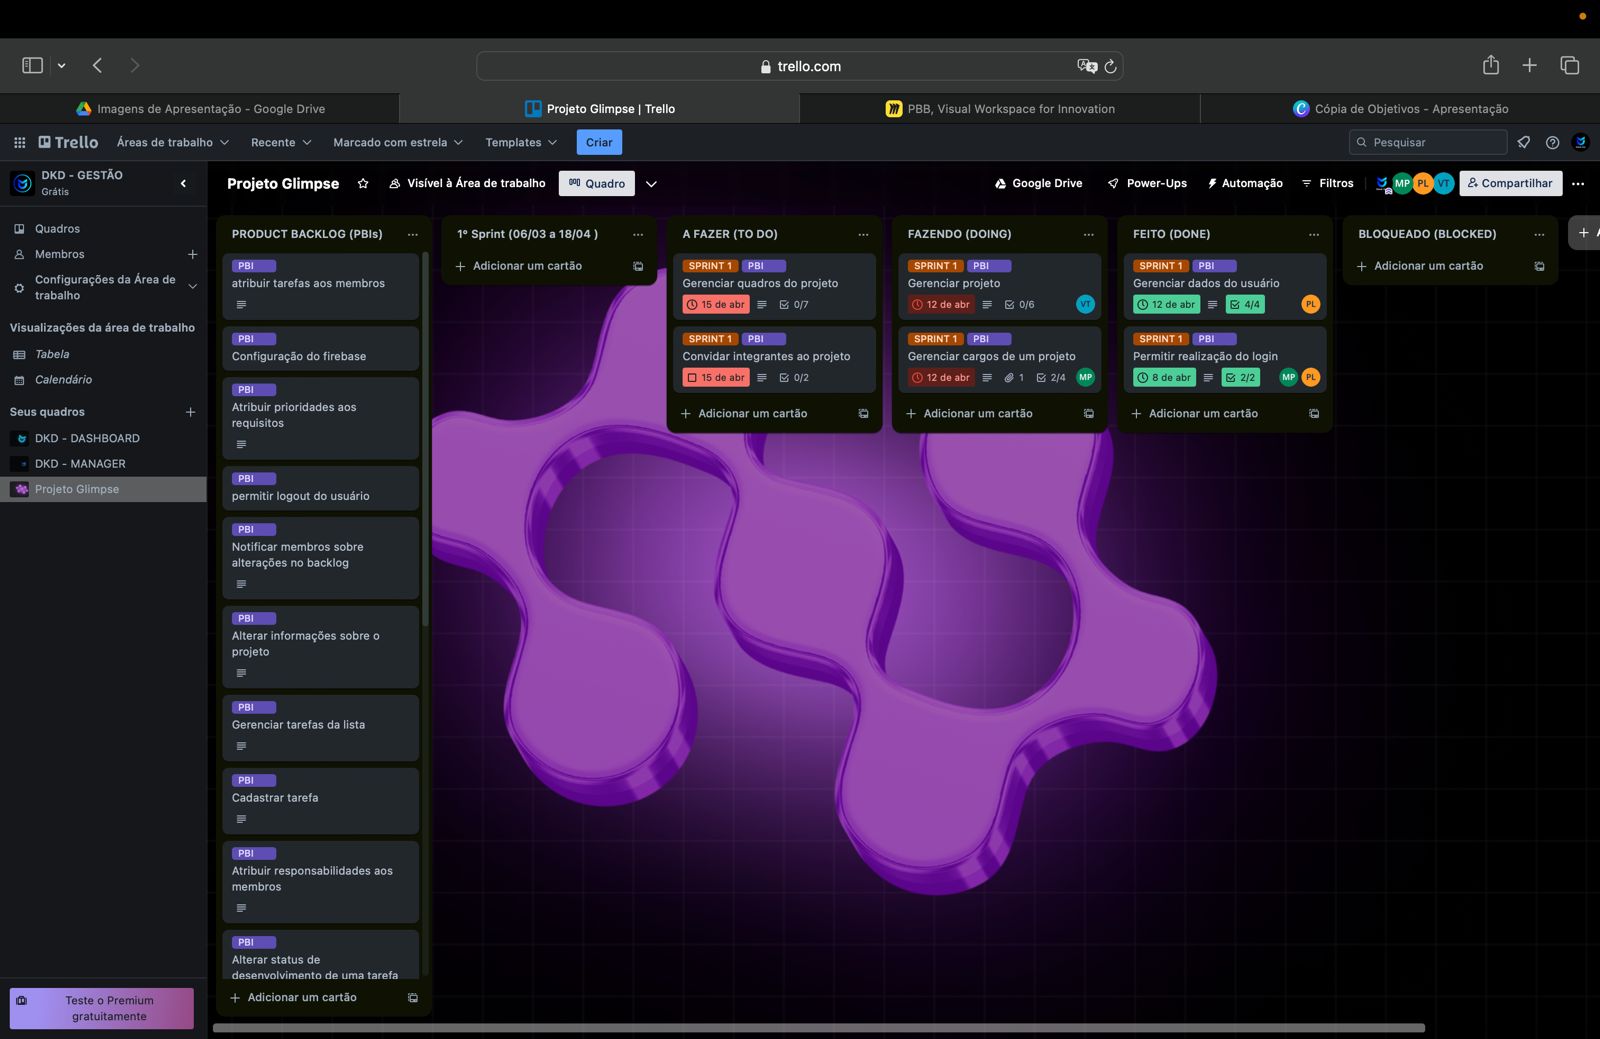 trello.com
Imagens de Apresentação - Google Drive
Projeto Glimpse | Trello
PBB, Visual Workspace for Innovation
Cópia de Objetivos - Apresentação
Trello
Áreas de trabalho
Recente
Marcado com estrela
Templates
Criar
Pesquisar
DKD - GESTÃO
Grátis
Projeto Glimpse
Visível à Área de trabalho
Quadro
Google Drive
Power-Ups
Automação
Filtros
MP
PL
VT
Compartilhar
Quadros
Membros
Configurações da Área de
trabalho
Visualizações da área de trabalho
Tabela
Calendário
Seus quadros
DKD - DASHBOARD
DKD - MANAGER
Projeto Glimpse
Teste o Premium
gratuitamente
PRODUCT BACKLOG (PBIs)
PBI
atribuir tarefas aos membros
PBI
Configuração do firebase
PBI
Atribuir prioridades aos
requisitos
PBI
permitir logout do usuário
PBI
Notificar membros sobre
alterações no backlog
PBI
Alterar informações sobre o
projeto
PBI
Gerenciar tarefas da lista
PBI
Cadastrar tarefa
PBI
Atribuir responsabilidades aos
membros
PBI
Alterar status de
desenvolvimento de uma tarefa
Adicionar um cartão
1º Sprint (06/03 a 18/04 )
Adicionar um cartão
A FAZER (TO DO)
SPRINT 1 PBI
Gerenciar quadros do projeto
15 de abr 0/7
SPRINT 1 PBI
Convidar integrantes ao projeto
15 de abr 0/2
Adicionar um cartão
FAZENDO (DOING)
SPRINT 1 PBI
Gerenciar projeto
12 de abr 0/6 VT
SPRINT 1 PBI
Gerenciar cargos de um projeto
12 de abr 1 2/4 MP
Adicionar um cartão
FEITO (DONE)
SPRINT 1 PBI
Gerenciar dados do usuário
12 de abr 4/4 PL
SPRINT 1 PBI
Permitir realização do login
8 de abr 2/2 MP PL
Adicionar um cartão
BLOQUEADO (BLOCKED)
Adicionar um cartão